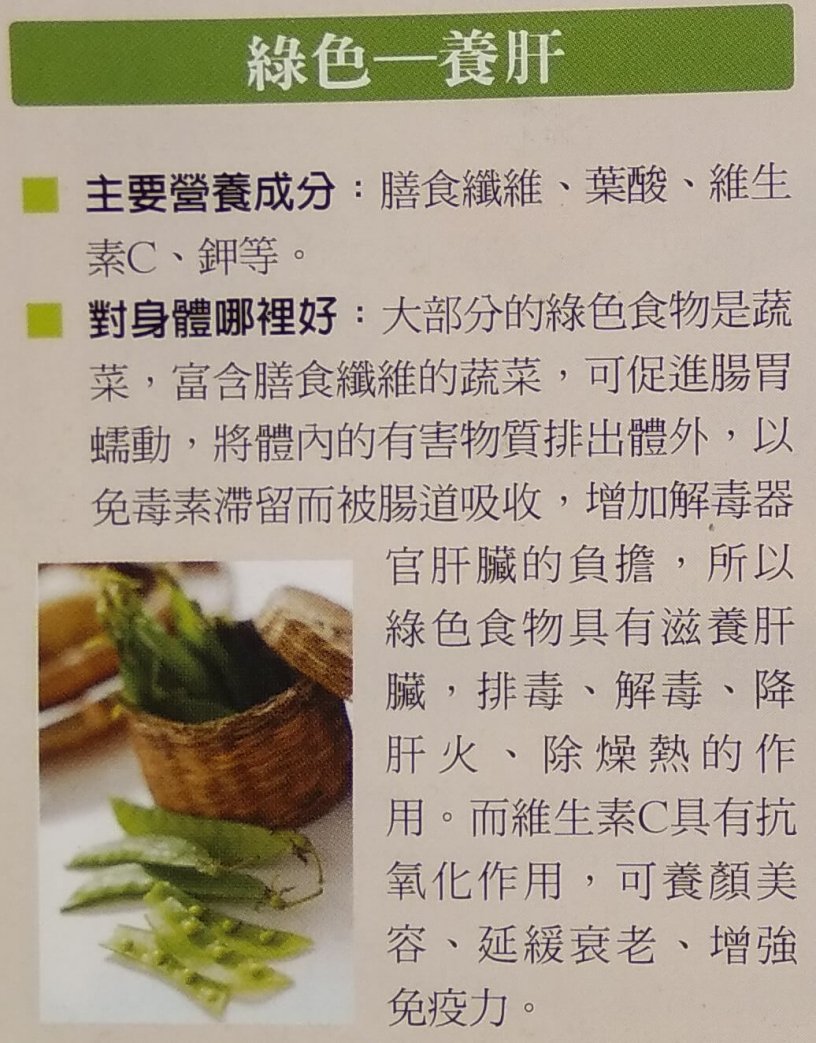 綠色—養肝
主要營養成分：膳食纖維、葉酸、維生
素C、鉀等。
對身體哪裡好：大部分的綠色食物是蔬
菜，富含膳食纖維的蔬菜，可促進腸胃
蠕動，將體內的有害物質排出體外，以
免毒素滯留而被腸道吸收，增加解毒器
官肝臟的負擔，所以
綠色食物具有滋養肝
臟，排毒、解毒、降
肝火、除燥熱的作
用。而維生素C具有抗
氧化作用，可養顏美
容、延緩衰老、增強
免疫力。